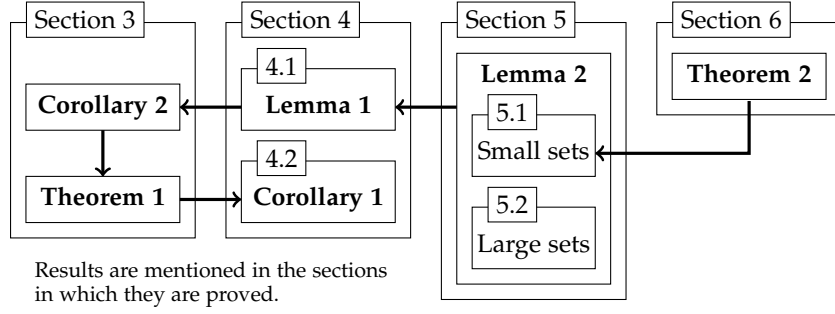 Section 3
Section 4
Section 5
Section 6
4.1
Lemma 2
Theorem 2
Corollary 2
Lemma 1
5.1
Small sets
4.2
Theorem 1
Corollary 1
5.2
Large sets
Results are mentioned in the sections
in which they are proved.